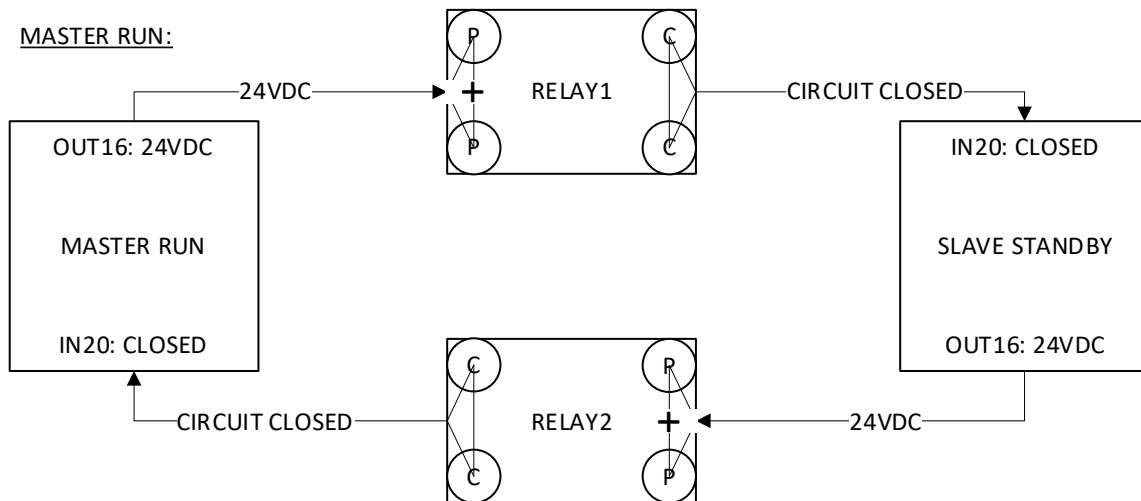 MASTER RUN:
P
C
24VDC
+
RELAY1
CIRCUIT CLOSED
P
C
OUT16: 24VDC
IN20: CLOSED
MASTER RUN
SLAVE STANDBY
IN20: CLOSED
OUT16: 24VDC
C
P
CIRCUIT CLOSED
RELAY2
+
24VDC
C
P